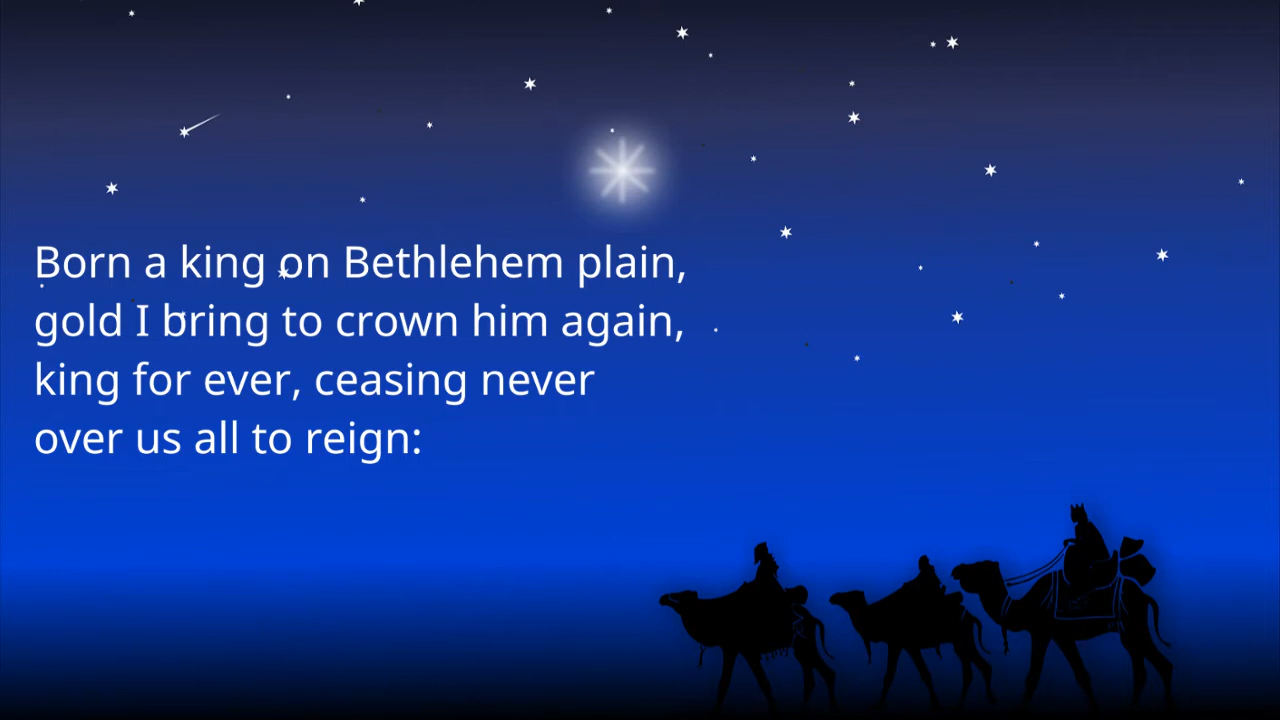 Born a king on Bethlehem plain,
gold I bring to crown him again,
king for ever, ceasing never
over us all to reign: